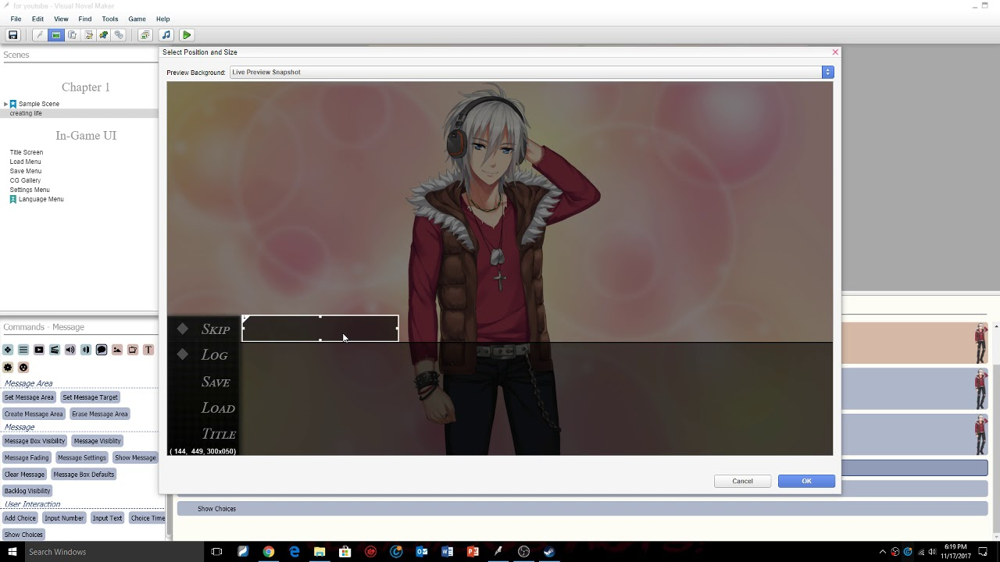 for youtube - Visual Novel Maker
File Edit View Find Tools Game Help
Scenes
Chapter 1
Sample Scene
creating life
In-Game UI
Title Screen
Load Menu
Save Menu
CG Gallery
Settings Menu
Language Menu
Select Position and Size
Preview Background: Live Preview Snapshot
Skip
Log
Save
Load
Title
( 144, 449, 300x050)
Cancel OK
Commands - Message
Message Area
Set Message Area Set Message Target
Create Message Area Erase Message Area
Message
Message Box Visibility Message Visiblity
Message Fading Message Settings Show Message
Clear Message Message Box Defaults
Backlog Visibility
User Interaction
Add Choice Input Number Input Text Choice Time
Show Choices
Show Choices
Search Windows
6:19 PM
11/17/2017